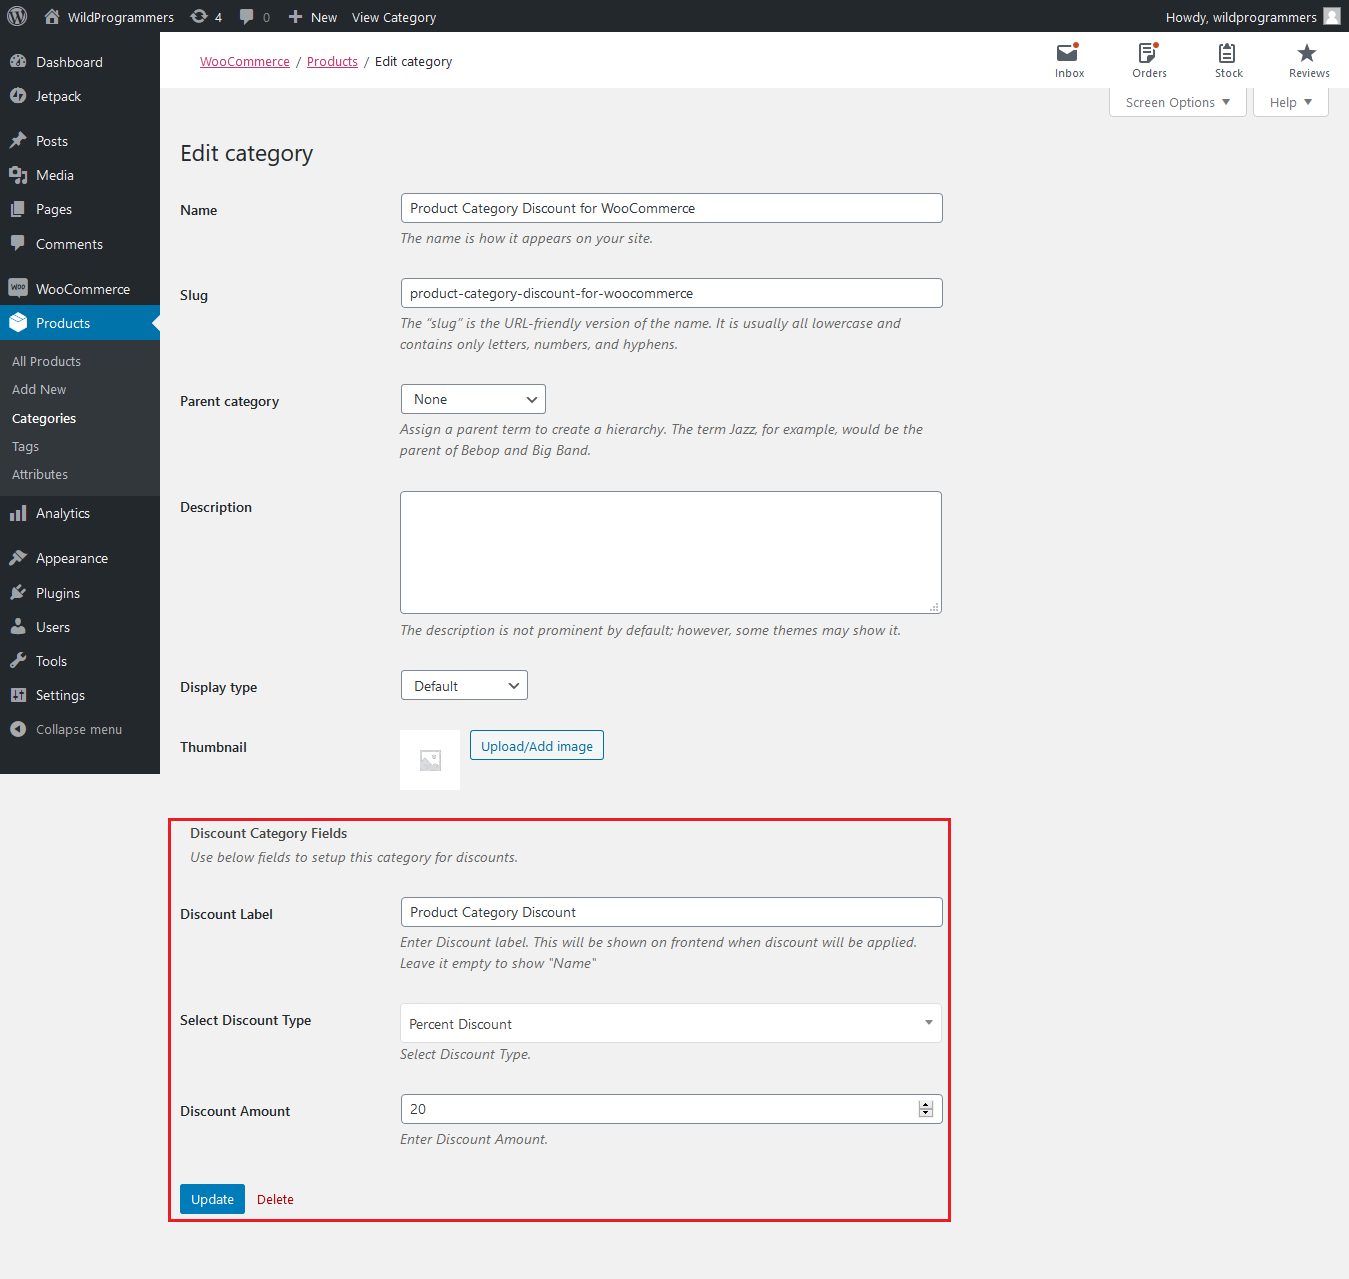 WildProgrammers 4 0 New View Category Howdy, wildprogrammers
Dashboard
Jetpack
Posts
Media
Pages
Comments
woo WooCommerce
Products
All Products
Add New
Categories
Tags
Attributes
Analytics
Appearance
Plugins
Users
Tools
Settings
Collapse menu
WooCommerce / Products / Edit category
Inbox Orders Stock Reviews
Screen Options Help
Edit category
Name Product Category Discount for WooCommerce
The name is how it appears on your site.
Slug product-category-discount-for-woocommerce
The “slug” is the URL-friendly version of the name. It is usually all lowercase and
contains only letters, numbers, and hyphens.
Parent category None
Assign a parent term to create a hierarchy. The term Jazz, for example, would be the
parent of Bebop and Big Band.
Description
The description is not prominent by default; however, some themes may show it.
Display type Default
Thumbnail Upload/Add image
Discount Category Fields
Use below fields to setup this category for discounts.
Discount Label Product Category Discount
Enter Discount label. This will be shown on frontend when discount will be applied.
Leave it empty to show "Name"
Select Discount Type Percent Discount
Select Discount Type.
Discount Amount 20
Enter Discount Amount.
Update Delete